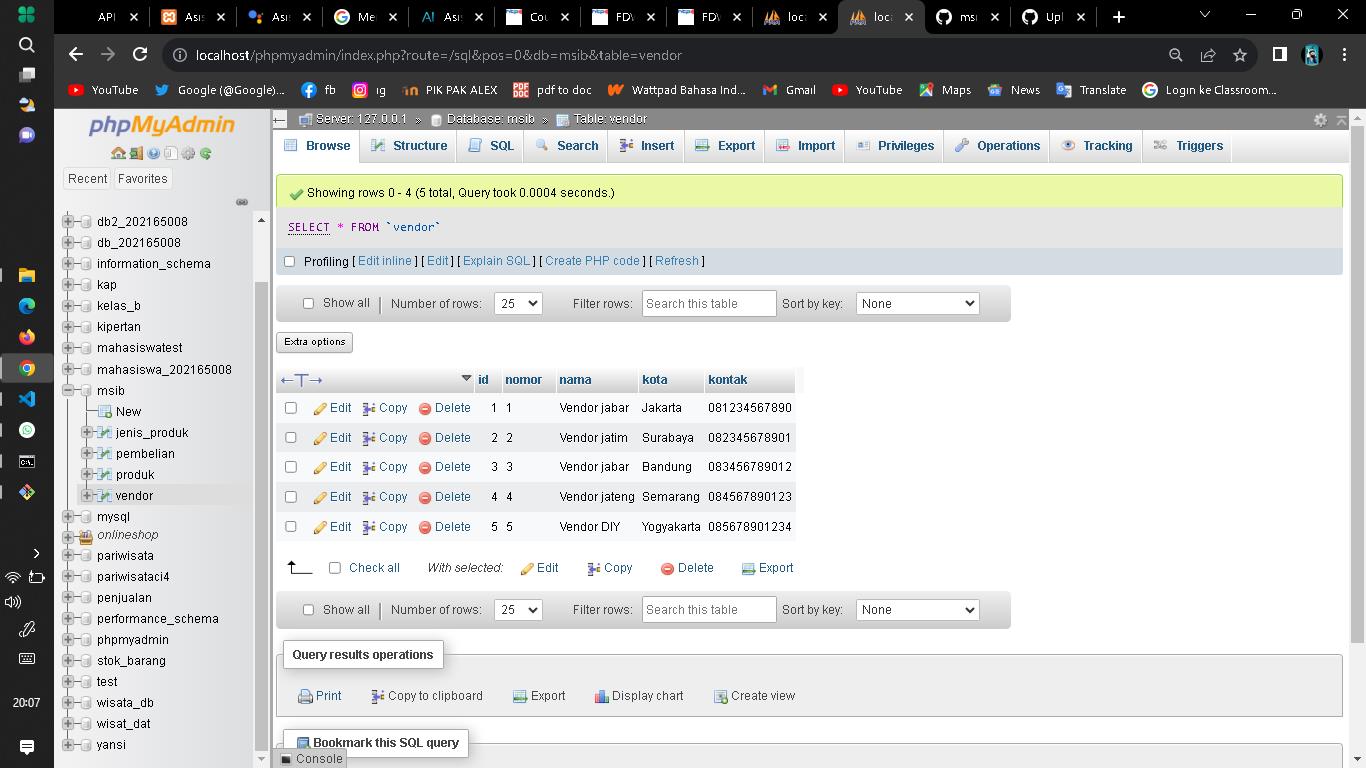 API
Asis
Asis
Me
Asis
Cou
FDV
FDV
loca
loca
msi
Upl
localhost/phpmyadmin/index.php?route=/sql&pos=0&db=msib&table=vendor
YouTube Google (@Google)... fb ig PIK PAK ALEX pdf to doc Wattpad Bahasa Ind... Gmail YouTube Maps News Translate Login ke Classroom...
phpMyAdmin
Recent Favorites
db2_202165008
db_202165008
information_schema
kap
kelas_b
kipertan
mahasiswatest
mahasiswa_202165008
msib
New
jenis_produk
pembelian
produk
vendor
mysql
onlineshop
pariwisata
pariwisataci4
penjualan
performance_schema
phpmyadmin
stok_barang
test
wisata_db
wisat_dat
yansi
20:07
Server: 127.0.0.1 » Database: msib » Table: vendor
Browse Structure SQL Search Insert Export Import Privileges Operations Tracking Triggers
Showing rows 0 - 4 (5 total, Query took 0.0004 seconds.)
SELECT * FROM `vendor`
Profiling [ Edit inline ] [ Edit ] [ Explain SQL ] [ Create PHP code ] [ Refresh ]
Show all | Number of rows: 25 Filter rows: Search this table Sort by key: None
Extra options
←T→ id nomor nama kota kontak
Edit Copy Delete 1 1 Vendor jabar Jakarta 081234567890
Edit Copy Delete 2 2 Vendor jatim Surabaya 082345678901
Edit Copy Delete 3 3 Vendor jabar Bandung 083456789012
Edit Copy Delete 4 4 Vendor jateng Semarang 084567890123
Edit Copy Delete 5 5 Vendor DIY Yogyakarta 085678901234
Check all With selected: Edit Copy Delete Export
Show all | Number of rows: 25 Filter rows: Search this table Sort by key: None
Query results operations
Print Copy to clipboard Export Display chart Create view
Bookmark this SQL query
Console